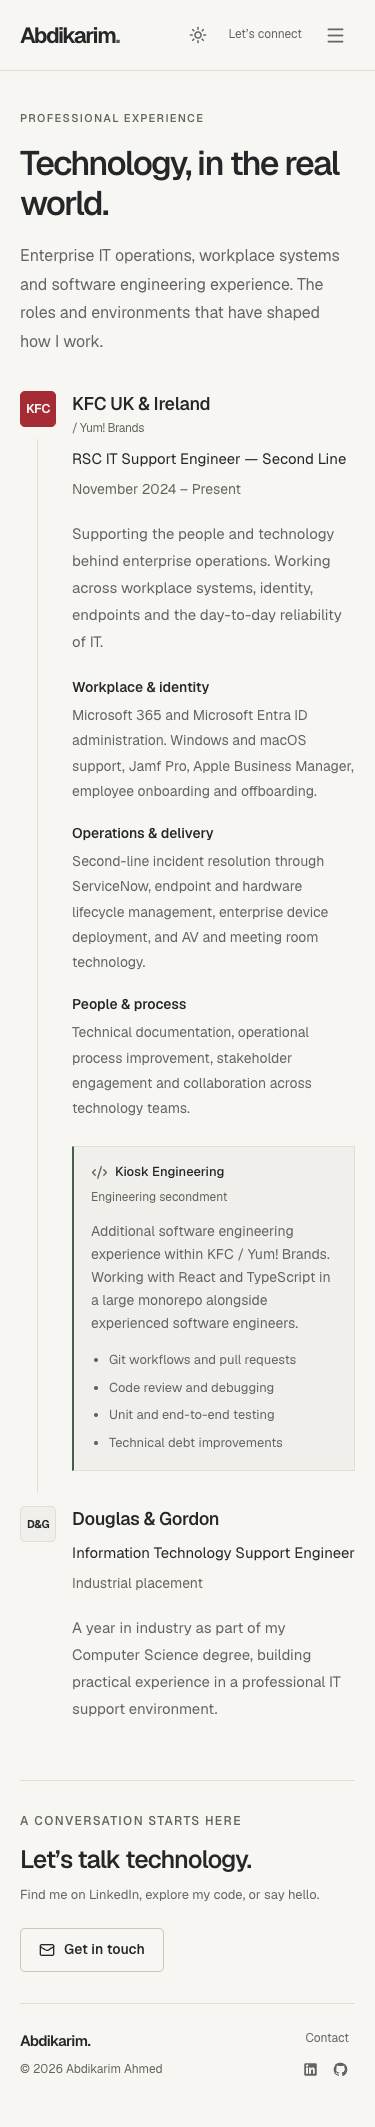 Abdikarim.
Let's connect
PROFESSIONAL EXPERIENCE
Technology, in the real
world.
Enterprise IT operations, workplace systems
and software engineering experience. The
roles and environments that have shaped
how I work.
KFC
KFC UK & Ireland
/ Yum! Brands
RSC IT Support Engineer — Second Line
November 2024 – Present
Supporting the people and technology
behind enterprise operations. Working
across workplace systems, identity,
endpoints and the day-to-day reliability
of IT.
Workplace & identity
Microsoft 365 and Microsoft Entra ID
administration. Windows and macOS
support, Jamf Pro, Apple Business Manager,
employee onboarding and offboarding.
Operations & delivery
Second-line incident resolution through
ServiceNow, endpoint and hardware
lifecycle management, enterprise device
deployment, and AV and meeting room
technology.
People & process
Technical documentation, operational
process improvement, stakeholder
engagement and collaboration across
technology teams.
Kiosk Engineering
Engineering secondment
Additional software engineering
experience within KFC / Yum! Brands.
Working with React and TypeScript in
a large monorepo alongside
experienced software engineers.
• Git workflows and pull requests
• Code review and debugging
• Unit and end-to-end testing
• Technical debt improvements
D&G
Douglas & Gordon
Information Technology Support Engineer
Industrial placement
A year in industry as part of my
Computer Science degree, building
practical experience in a professional IT
support environment.
A CONVERSATION STARTS HERE
Let’s talk technology.
Find me on LinkedIn, explore my code, or say hello.
Get in touch
Abdikarim.
Contact
© 2026 Abdikarim Ahmed